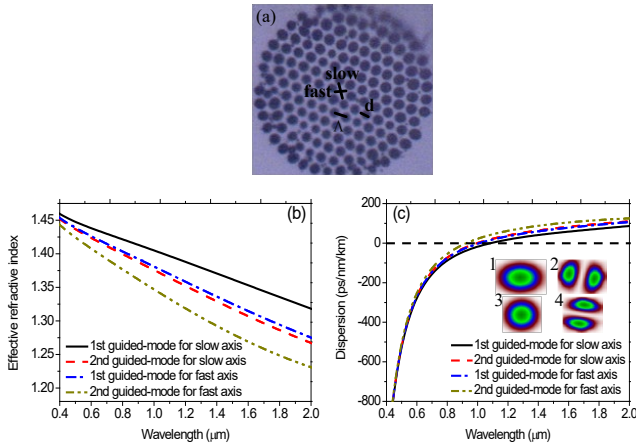 (a)
slow
fast
d
Λ
(b)
Effective refractive index
1.45
1.40
1.35
1.30
1.25
1.20
1st guided-mode for slow axis
2nd guided-mode for slow axis
1st guided-mode for fast axis
2nd guided-mode for fast axis
0.4 0.6 0.8 1.0 1.2 1.4 1.6 1.8 2.0
Wavelength (μm)
(c)
Dispersion (ps/nm/km)
200
0
-200
-400
-600
-800
1 2
3 4
1st guided-mode for slow axis
2nd guided-mode for slow axis
1st guided-mode for fast axis
2nd guided-mode for fast axis
0.4 0.6 0.8 1.0 1.2 1.4 1.6 1.8 2.0
Wavelength (μm)